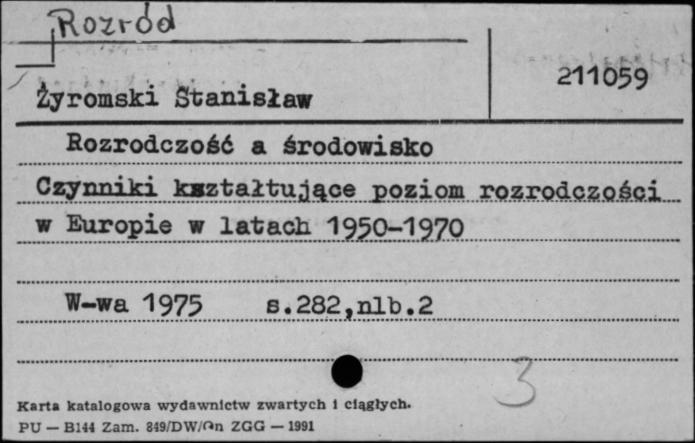 Rozród
211059
Żyromski Stanisław
Rozrodczość a środowisko
Czynniki kształtujące poziom rozrodczości
w Europie w latach 1950-1970
W-wa 1975 s.282,nlb.2
3
Karta katalogowa wydawnictw zwartych i ciągłych.
PU — B144 Zam. 849/DW/On ZGG — 1991